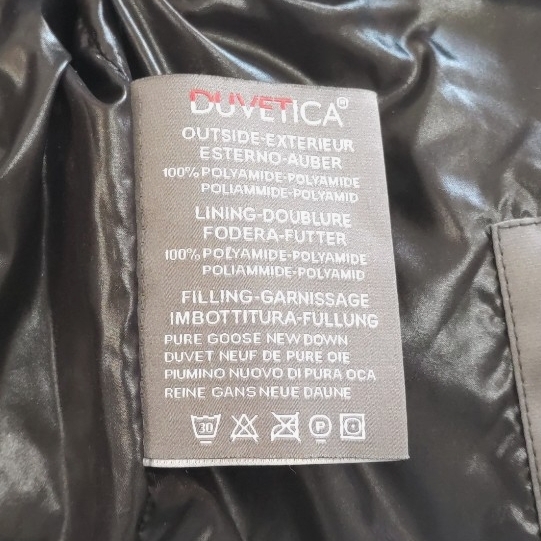 DUVETICA®
OUTSIDE-EXTERIEUR
ESTERNO-AUBER
100% POLYAMIDE-POLYAMIDE
POLIAMMIDE-POLYAMID
LINING-DOUBLURE
FODERA-FUTTER
100% POLYAMIDE-POLYAMIDE
POLIAMMIDE-POLYAMID
FILLING-GARNISSAGE
IMBOTTITURA-FULLUNG
PURE GOOSE NEW DOWN
DUVET NEUF DE PURE OIE
PIUMINO NUOVO DI PURA OCA
REINE GANS NEUE DAUNE
30 P